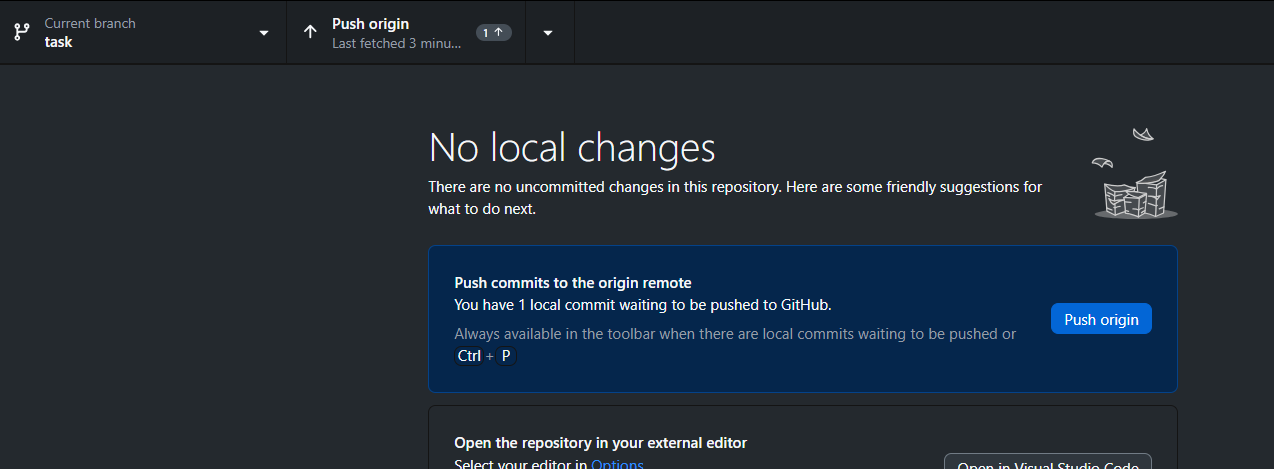 Current branch
task
Push origin
Last fetched 3 minu...
1
No local changes
There are no uncommitted changes in this repository. Here are some friendly suggestions for
what to do next.
Push commits to the origin remote
You have 1 local commit waiting to be pushed to GitHub.
Always available in the toolbar when there are local commits waiting to be pushed or
Ctrl + P
Push origin
Open the repository in your external editor
Select your editor in Options
Open in Visual Studio Code